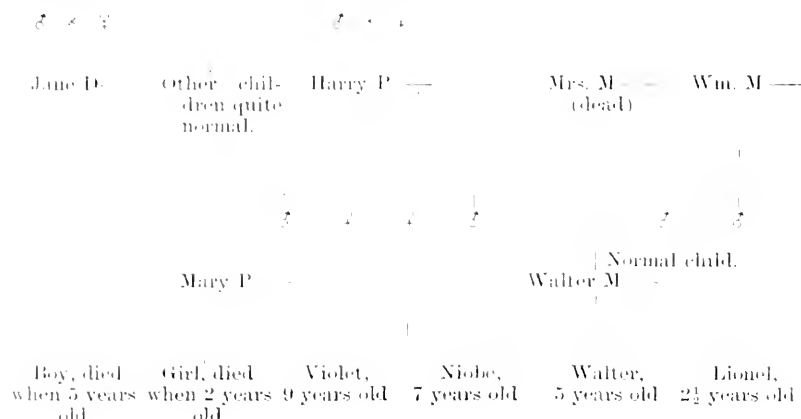 ♂ × ♀ ♂ × ♀
Jane D. Other chil- Harry P Mrs. M Wm. M
dren quite (dead)
normal.
♂ ♀ ♀ ♂ ♂ ♂
Normal child.
Mary P Walter M
Boy, died Girl, died Violet, Niobe, Walter, Lionel,
when 5 years when 2 years 9 years old 7 years old 5 years old 2½ years old
old old